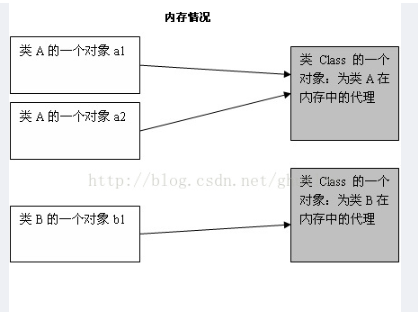 内存情况
类 A 的一个对象 a1
类 A 的一个对象 a2
类 B 的一个对象 b1
类 Class 的一个
对象：为类 A 在
内存中的代理
类 Class 的一个
对象：为类 B 在
内存中的代理
http://blog.csdn.net/